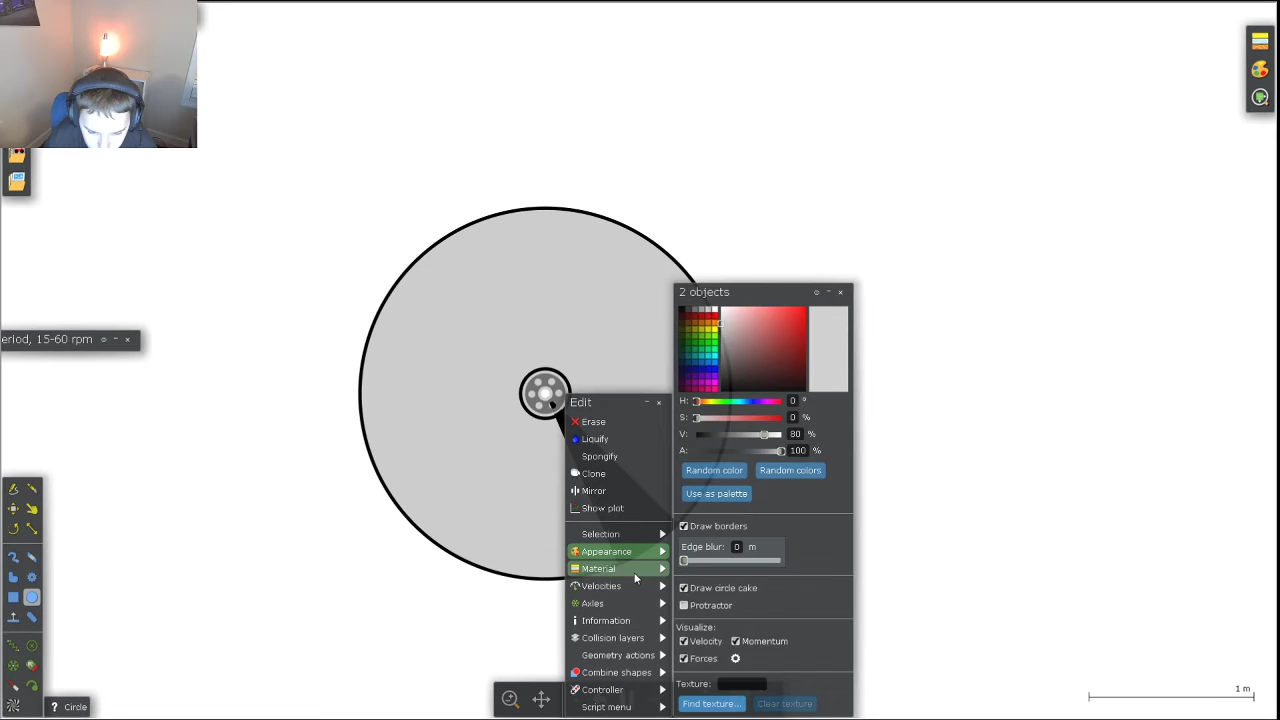 eriod, 15-60 rpm
Edit
Erase
Liquify
Spongify
Clone
Mirror
Show plot
Selection
Appearance
Material
Velocities
Axles
Information
Collision layers
Geometry actions
Combine shapes
Controller
Script menu
2 objects
H: 0 °
S: 0 %
V: 80 %
A: 100 %
Random color Random colors
Use as palette
Draw borders
Edge blur: 0 m
Draw circle cake
Protractor
Visualize:
Velocity Momentum
Forces
Texture:
Find texture... Clear texture
? Circle
1 m